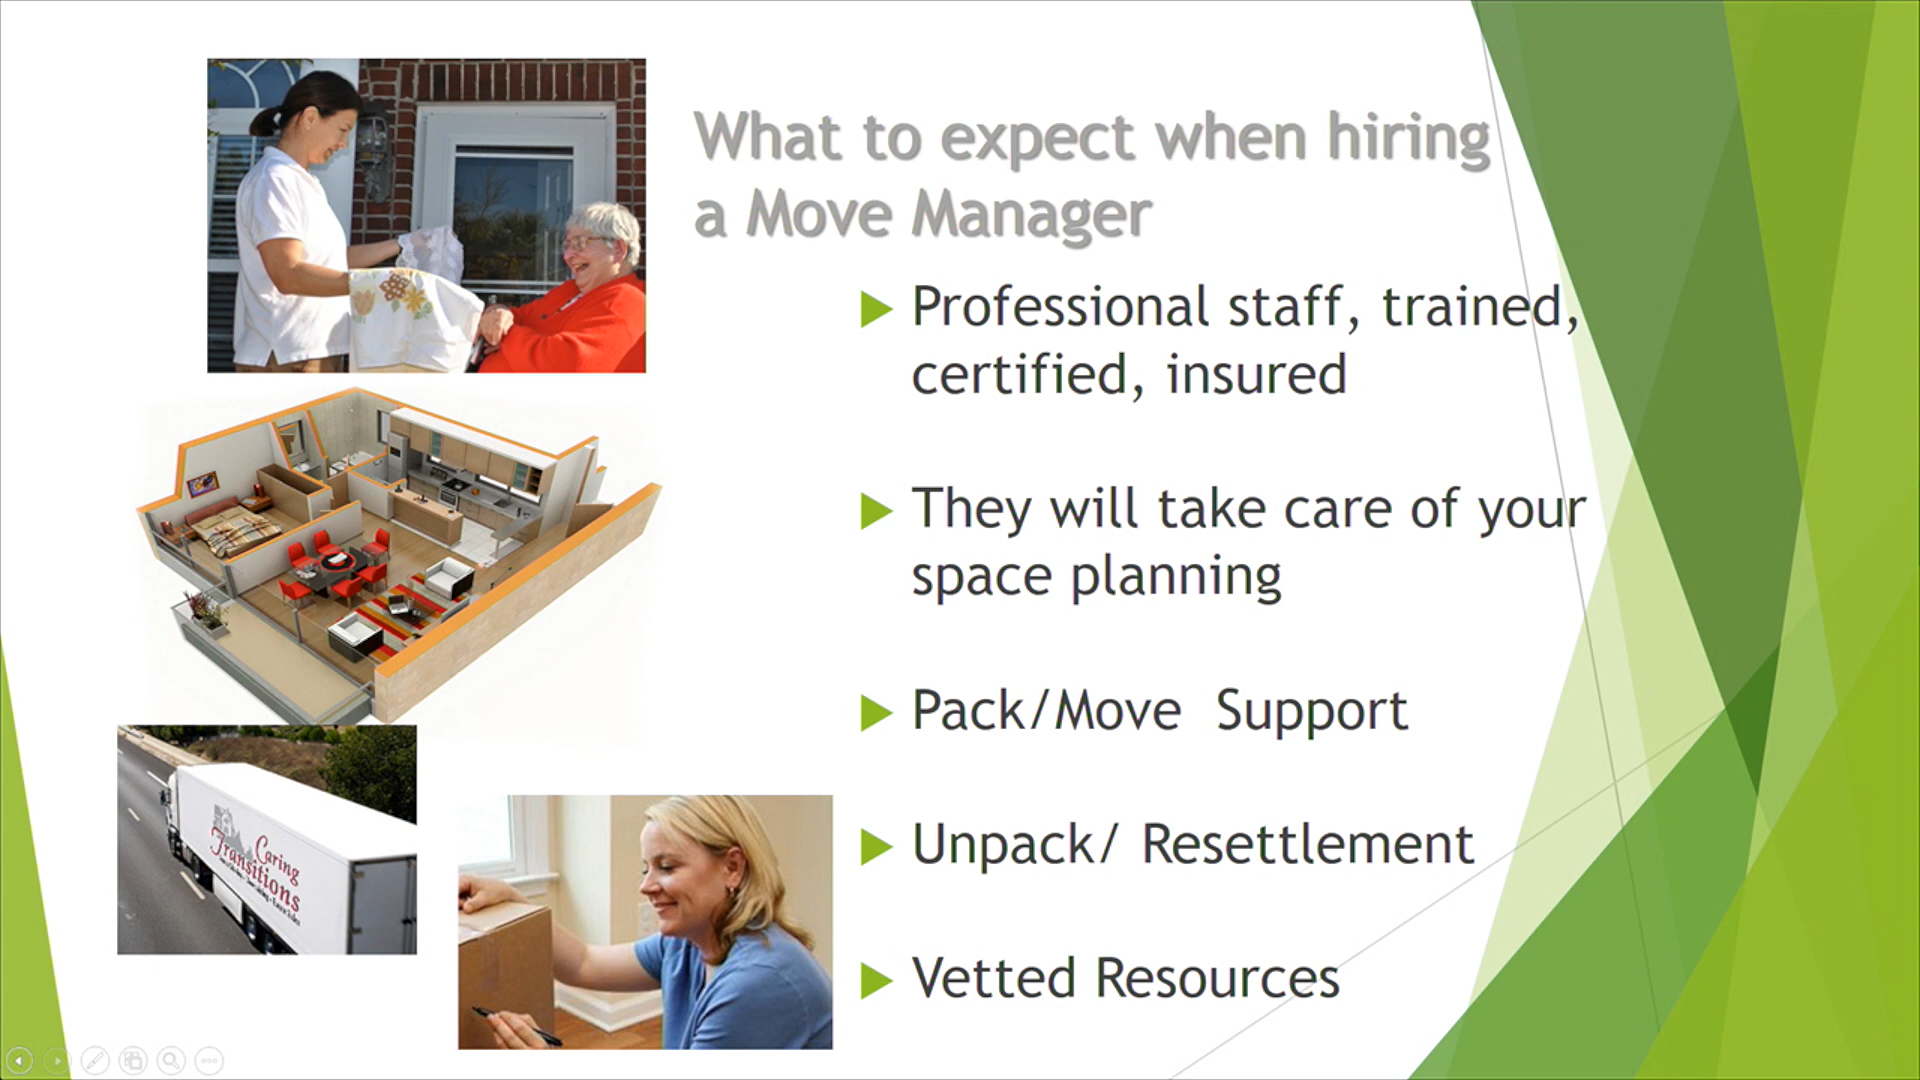 What to expect when hiring
a Move Manager
Professional staff, trained,
certified, insured
They will take care of your
space planning
Pack/Move  Support
Unpack/ Resettlement
Vetted Resources
Caring
Transitions